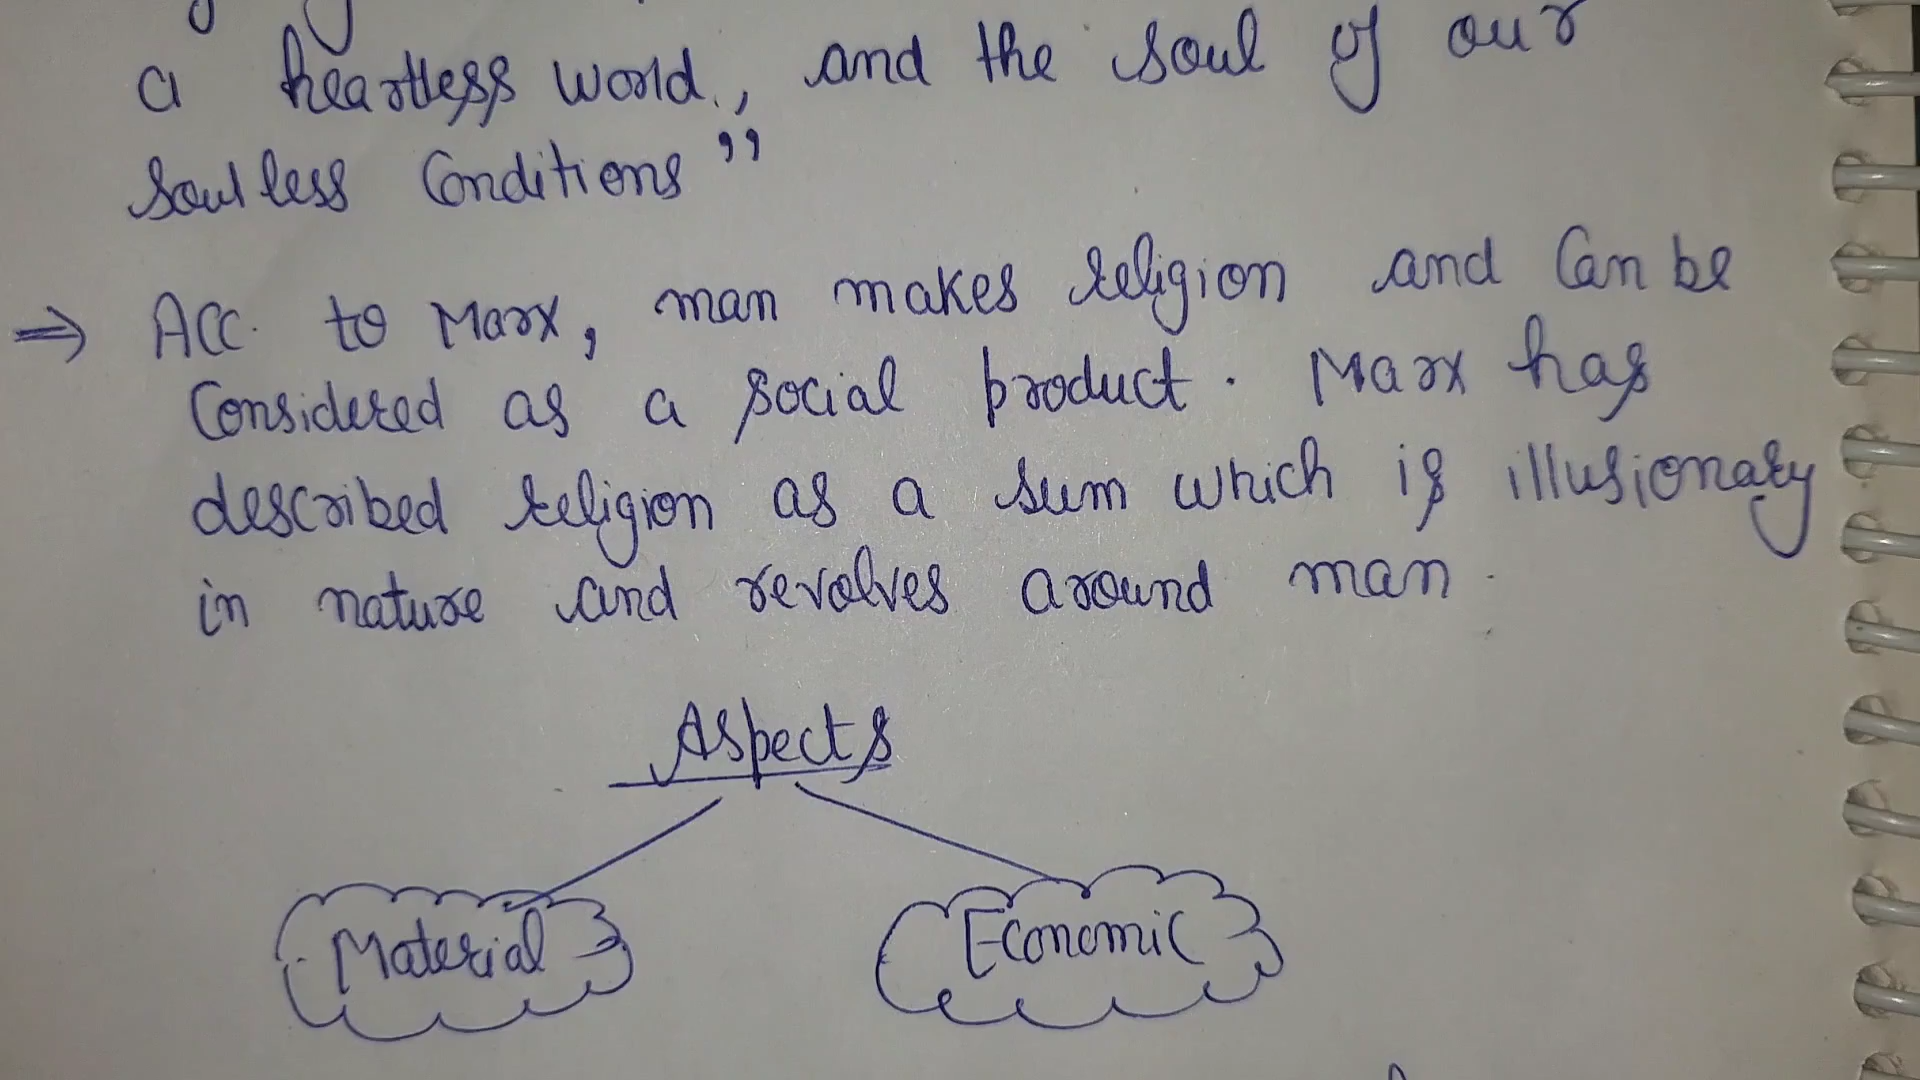 a heartless world., and the soul of our
soulless Conditions"
⇒ Acc. to Marx, man makes religion and Can be
Considered as a social product. Marx has
described religion as a sum which is illusionary
in nature and revolves around man.
Aspects
Material Economic